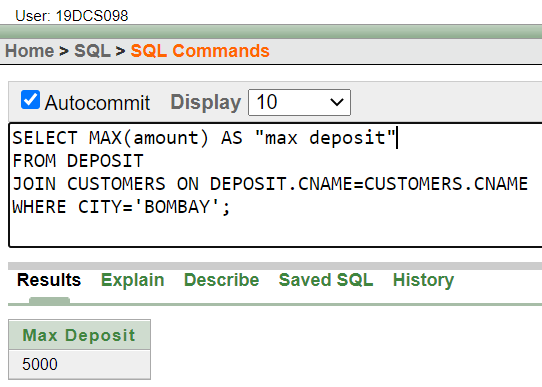 User: 19DCS098
Home > SQL > SQL Commands
Autocommit Display 10
SELECT MAX(amount) AS "max deposit"
FROM DEPOSIT
JOIN CUSTOMERS ON DEPOSIT.CNAME=CUSTOMERS.CNAME
WHERE CITY='BOMBAY';
Results Explain Describe Saved SQL History
Max Deposit
5000